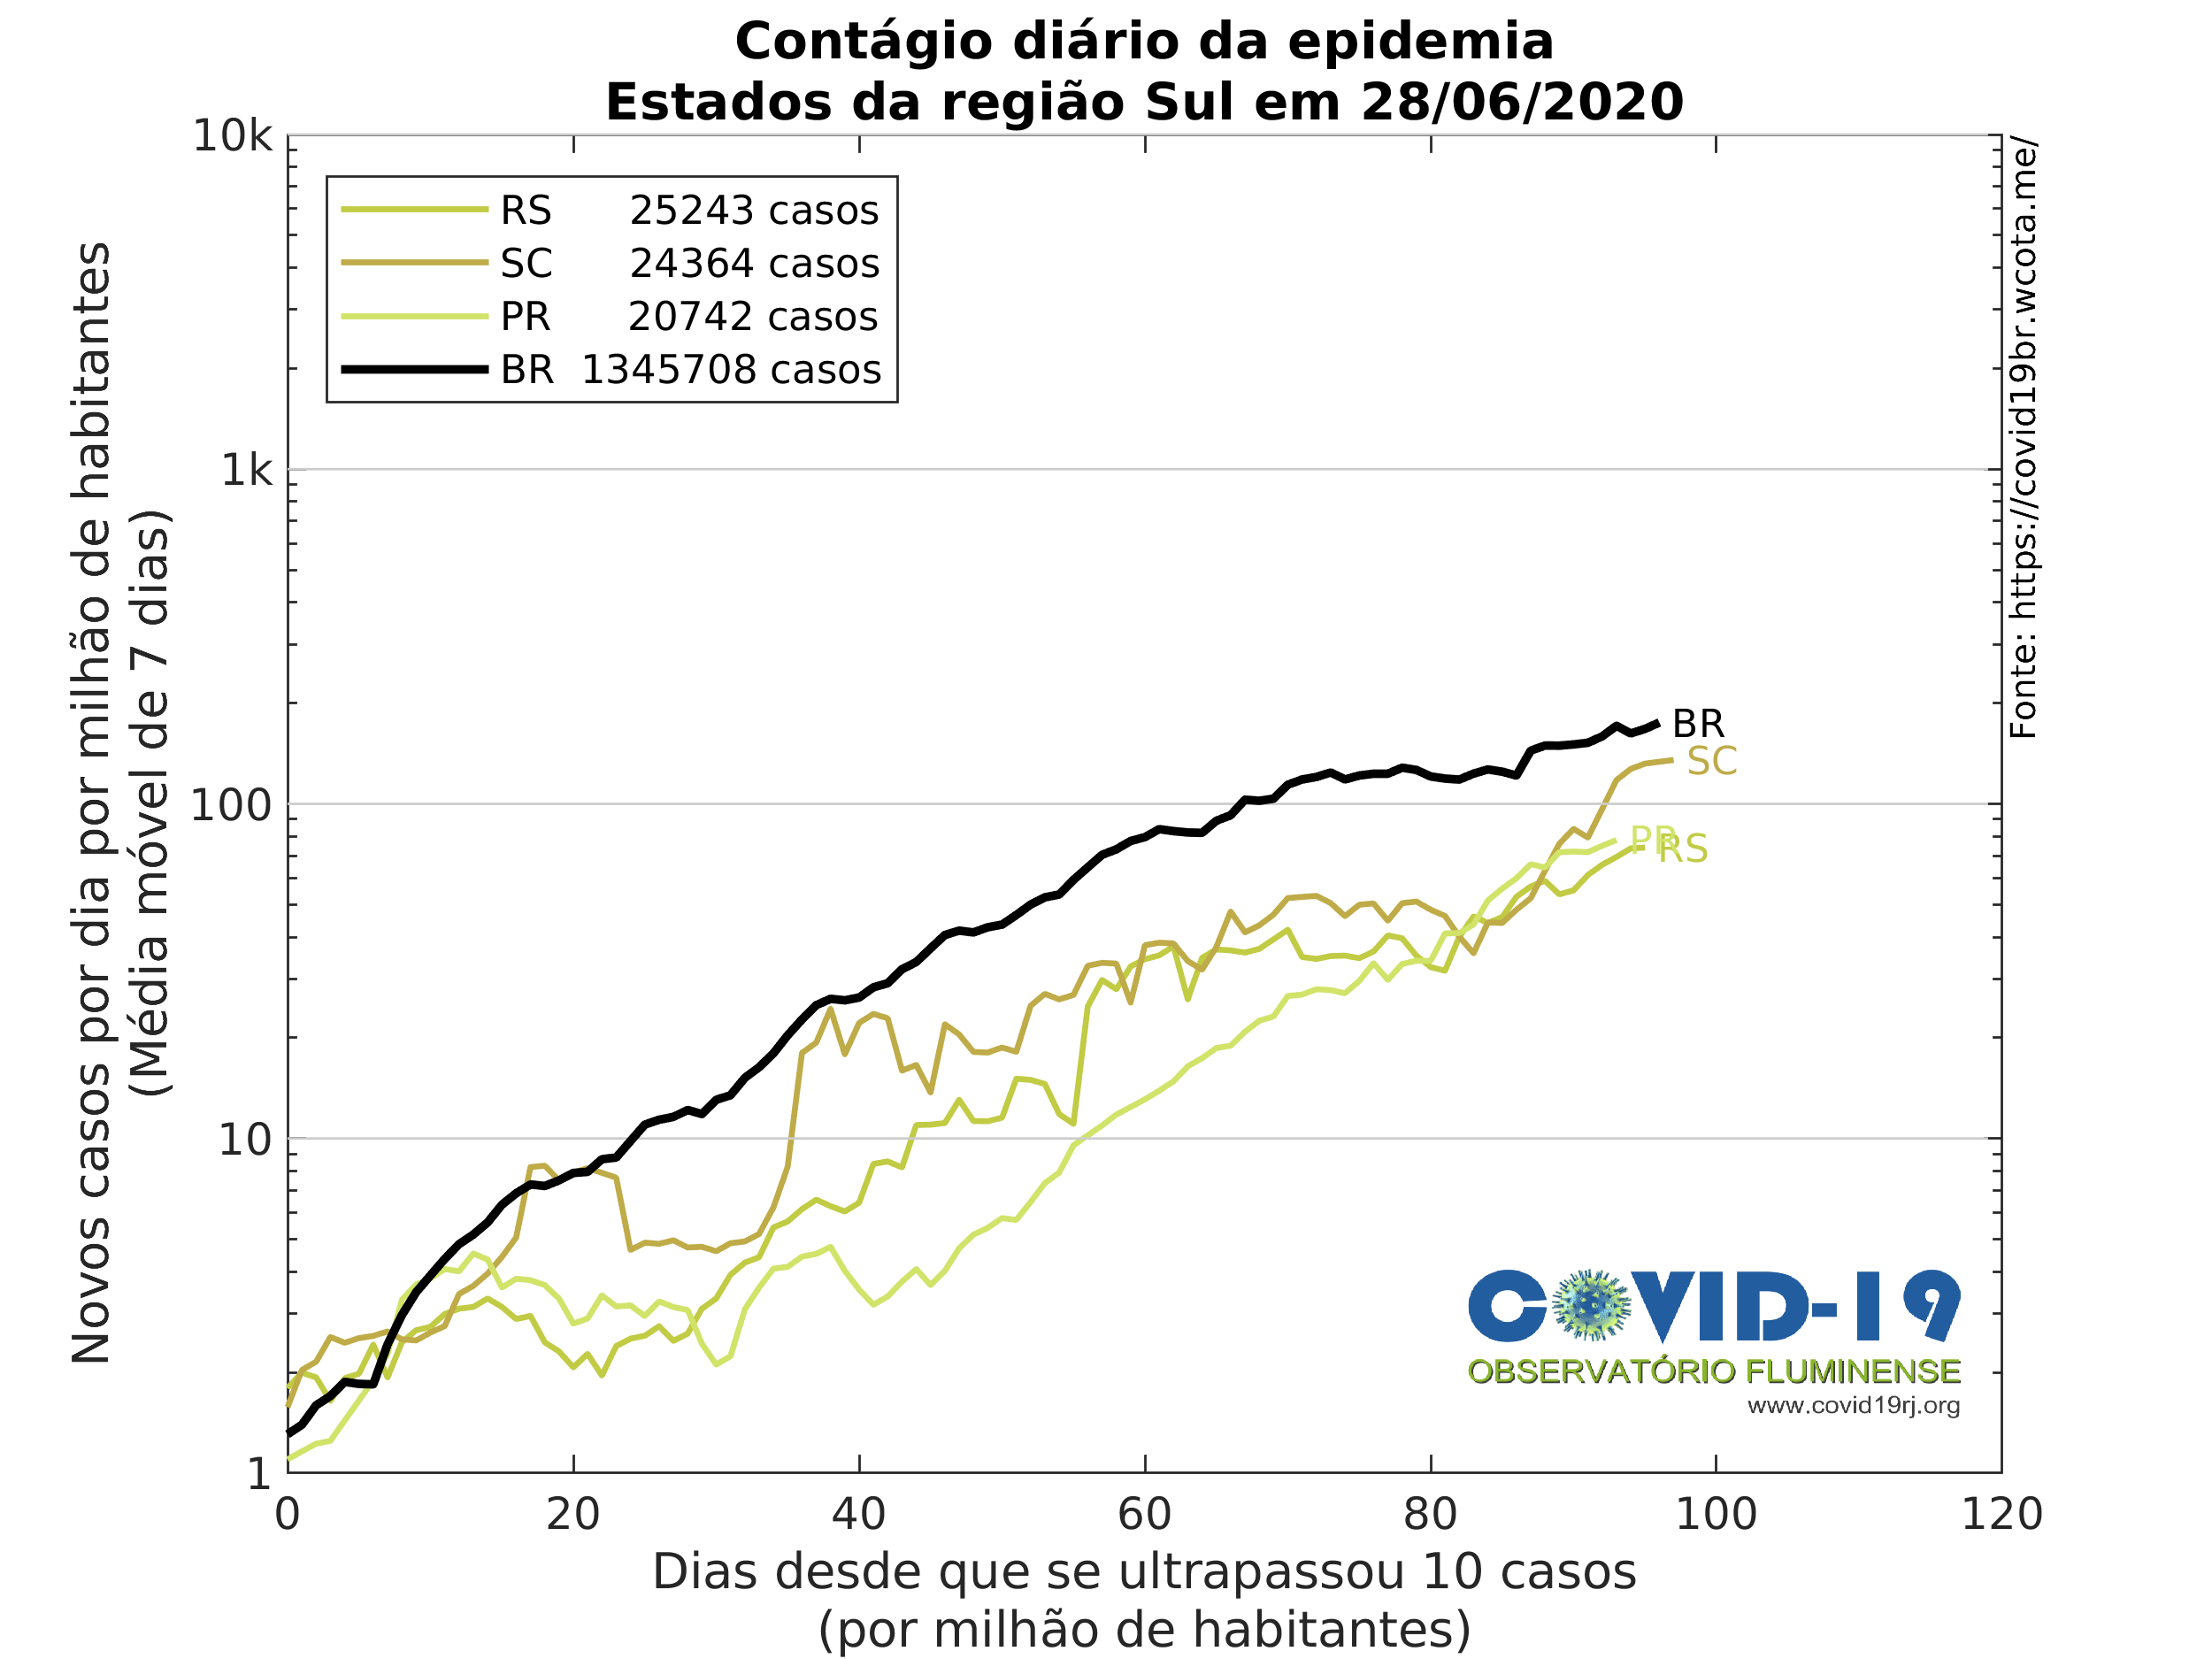 Contágio diário da epidemia
Estados da região Sul em 28/06/2020
Novos casos por dia por milhão de habitantes
(Média móvel de 7 dias)
10k
1k
100
10
1
RS 25243 casos
SC 24364 casos
PR 20742 casos
BR 1345708 casos
BR
SC
PR
RS
Fonte: https://covid19br.wcota.me/
COVID-19
OBSERVATÓRIO FLUMINENSE
www.covid19rj.org
0 20 40 60 80 100 120
Dias desde que se ultrapassou 10 casos
(por milhão de habitantes)